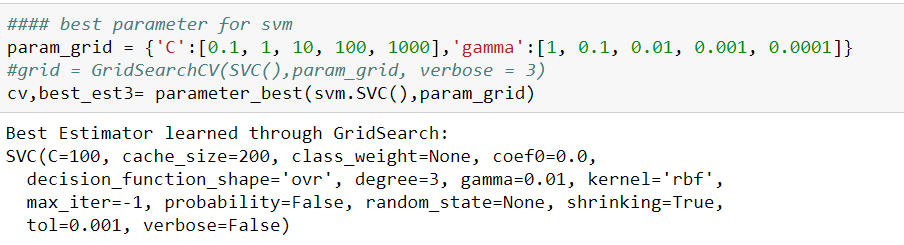 #### best parameter for svm
param_grid = {'C':[0.1, 1, 10, 100, 1000],'gamma':[1, 0.1, 0.01, 0.001, 0.0001]}
#grid = GridSearchCV(SVC(),param_grid, verbose = 3)
cv,best_est3= parameter_best(svm.SVC(),param_grid)
Best Estimator learned through GridSearch:
SVC(C=100, cache_size=200, class_weight=None, coef0=0.0,
  decision_function_shape='ovr', degree=3, gamma=0.01, kernel='rbf',
  max_iter=-1, probability=False, random_state=None, shrinking=True,
  tol=0.001, verbose=False)